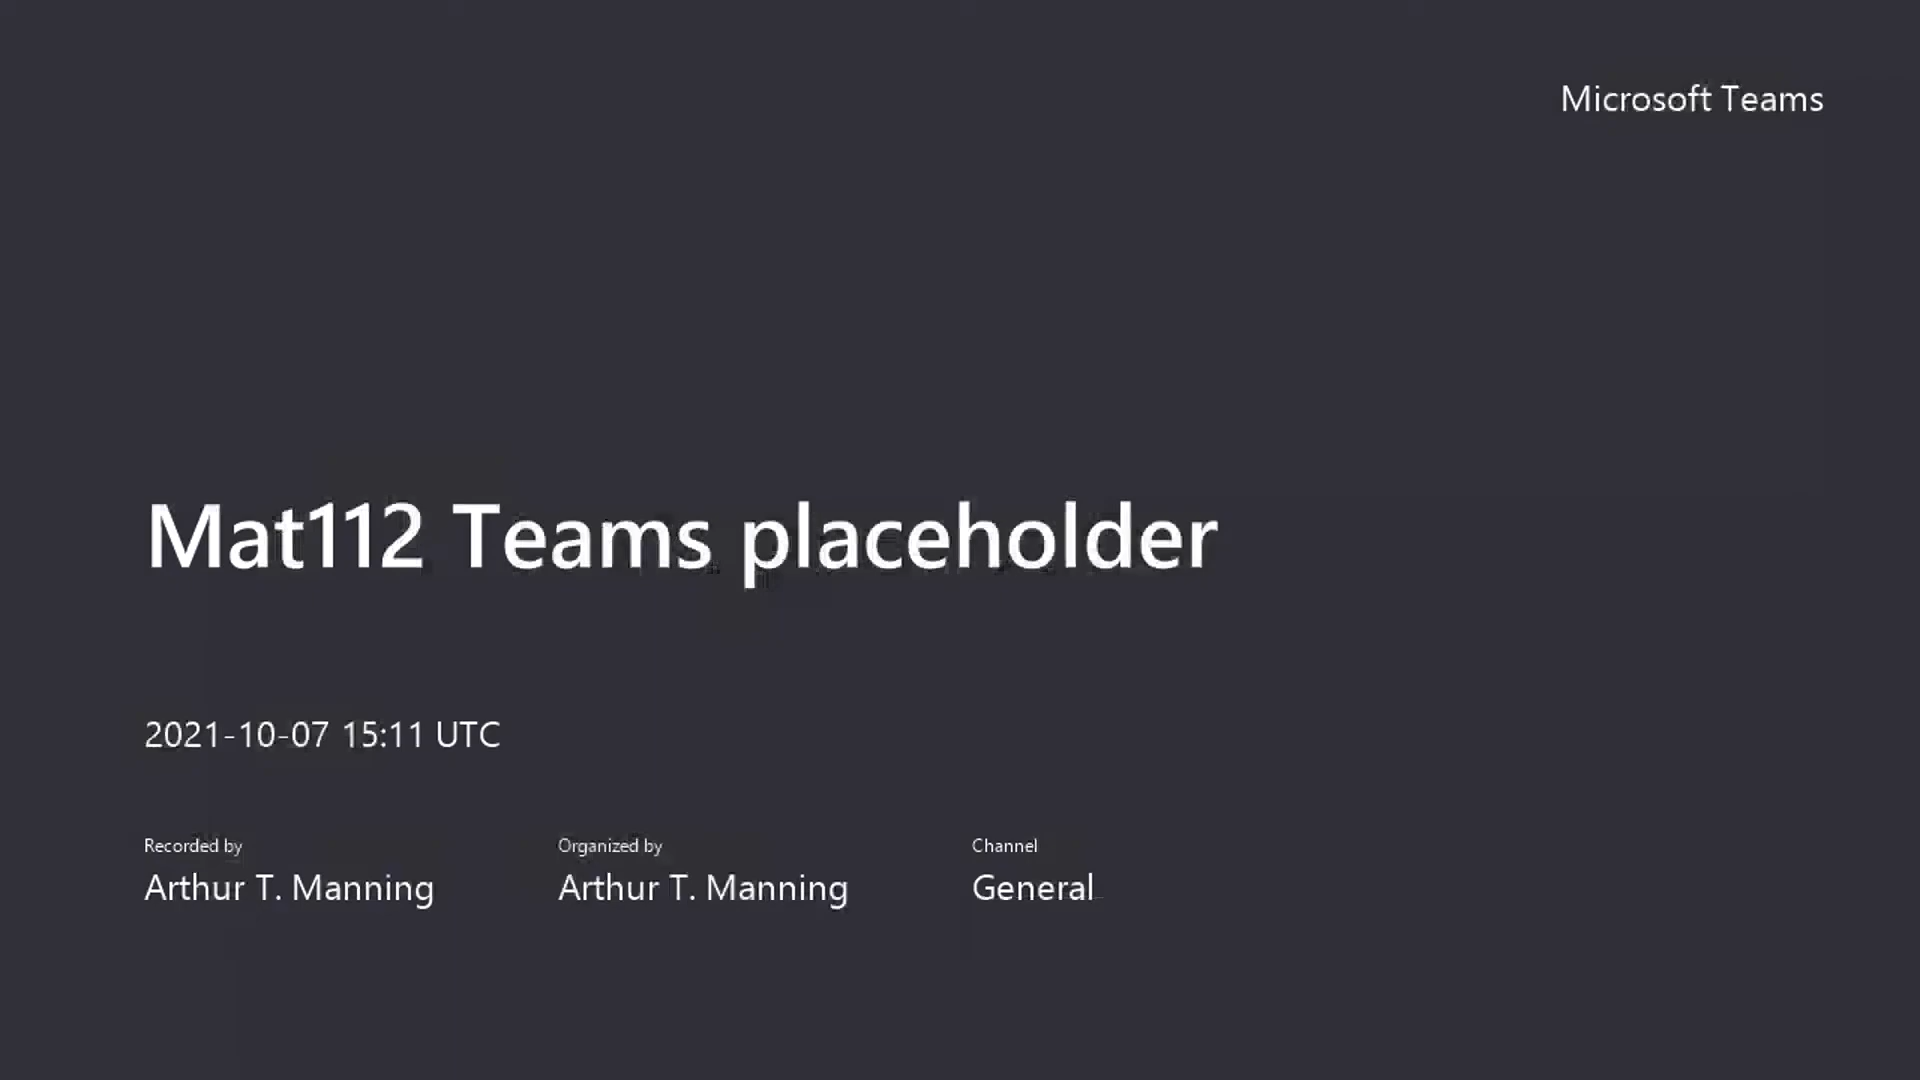 Microsoft Teams
Mat112 Teams placeholder
2021-10-07 15:11 UTC
Recorded by
Arthur T. Manning
Organized by
Arthur T. Manning
Channel
General